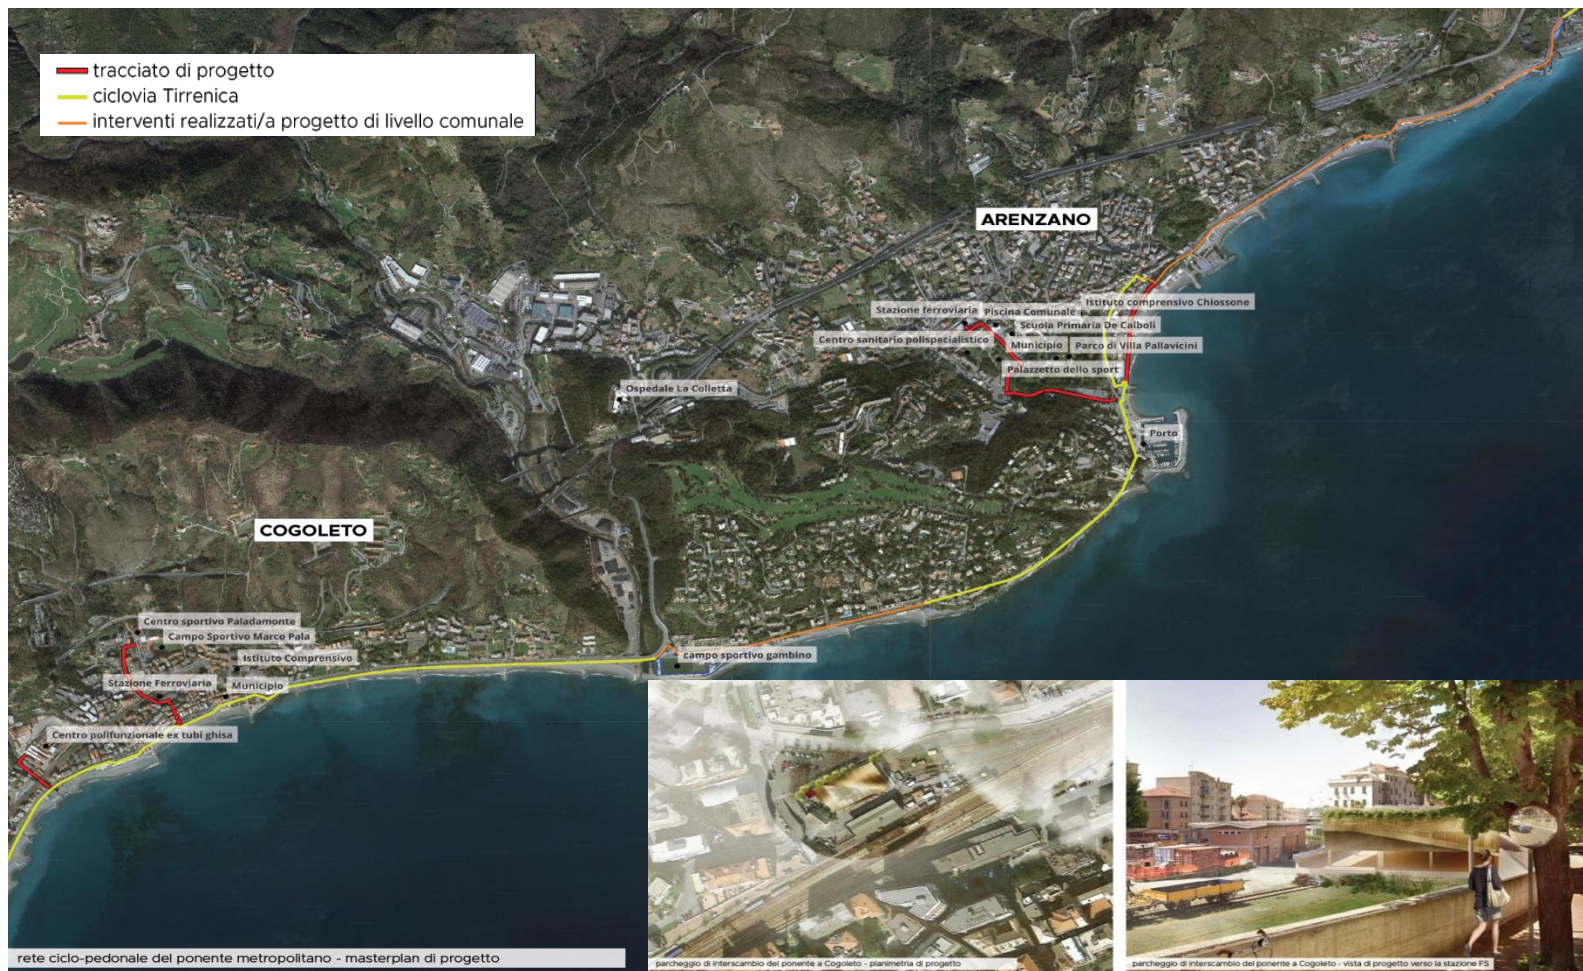 tracciato di progetto
ciclovia Tirrenica
interventi realizzati/a progetto di livello comunale
ARENZANO
Istituto comprensivo Chiossone
Stazione ferroviaria
Piscina Comunale
Scuola Primaria De Calboli
Centro sanitario polispecialistico
Municipio
Parco di Villa Pallavicini
Palazzetto dello sport
Ospedale La Colletta
Porto
COGOLETO
Centro sportivo Paladamonte
Campo Sportivo Marco Pala
Istituto Comprensivo
campo sportivo gambino
Stazione Ferroviaria
Municipio
Centro polifunzionale ex tubi ghisa
rete ciclo-pedonale del ponente metropolitano - masterplan di progetto
parcheggio di interscambio del ponente a Cogoleto - planimetria di progetto
parcheggio di interscambio del ponente a Cogoleto - vista di progetto verso la stazione FS